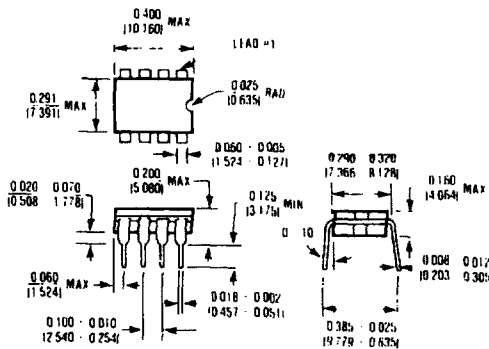 0.400
(10.160) MAX
LEAD #1
0.291
(7.391) MAX
0.025
(0.635) RAD
0.060 - 0.005
(1.524 - 0.127)
0.290 0.320
(7.366 8.128)
0.200
(5.080) MAX
0.160
(4.064) MAX
0.020 0.070
(0.508 1.778)
0.125
(3.175) MIN
0 10
0.060
(1.524) MAX
0.008 0.012
(0.203 0.305)
0.018 - 0.002
(0.457 - 0.051)
0.100 - 0.010
(2.540 - 0.254)
0.385 - 0.025
(9.779 - 0.635)